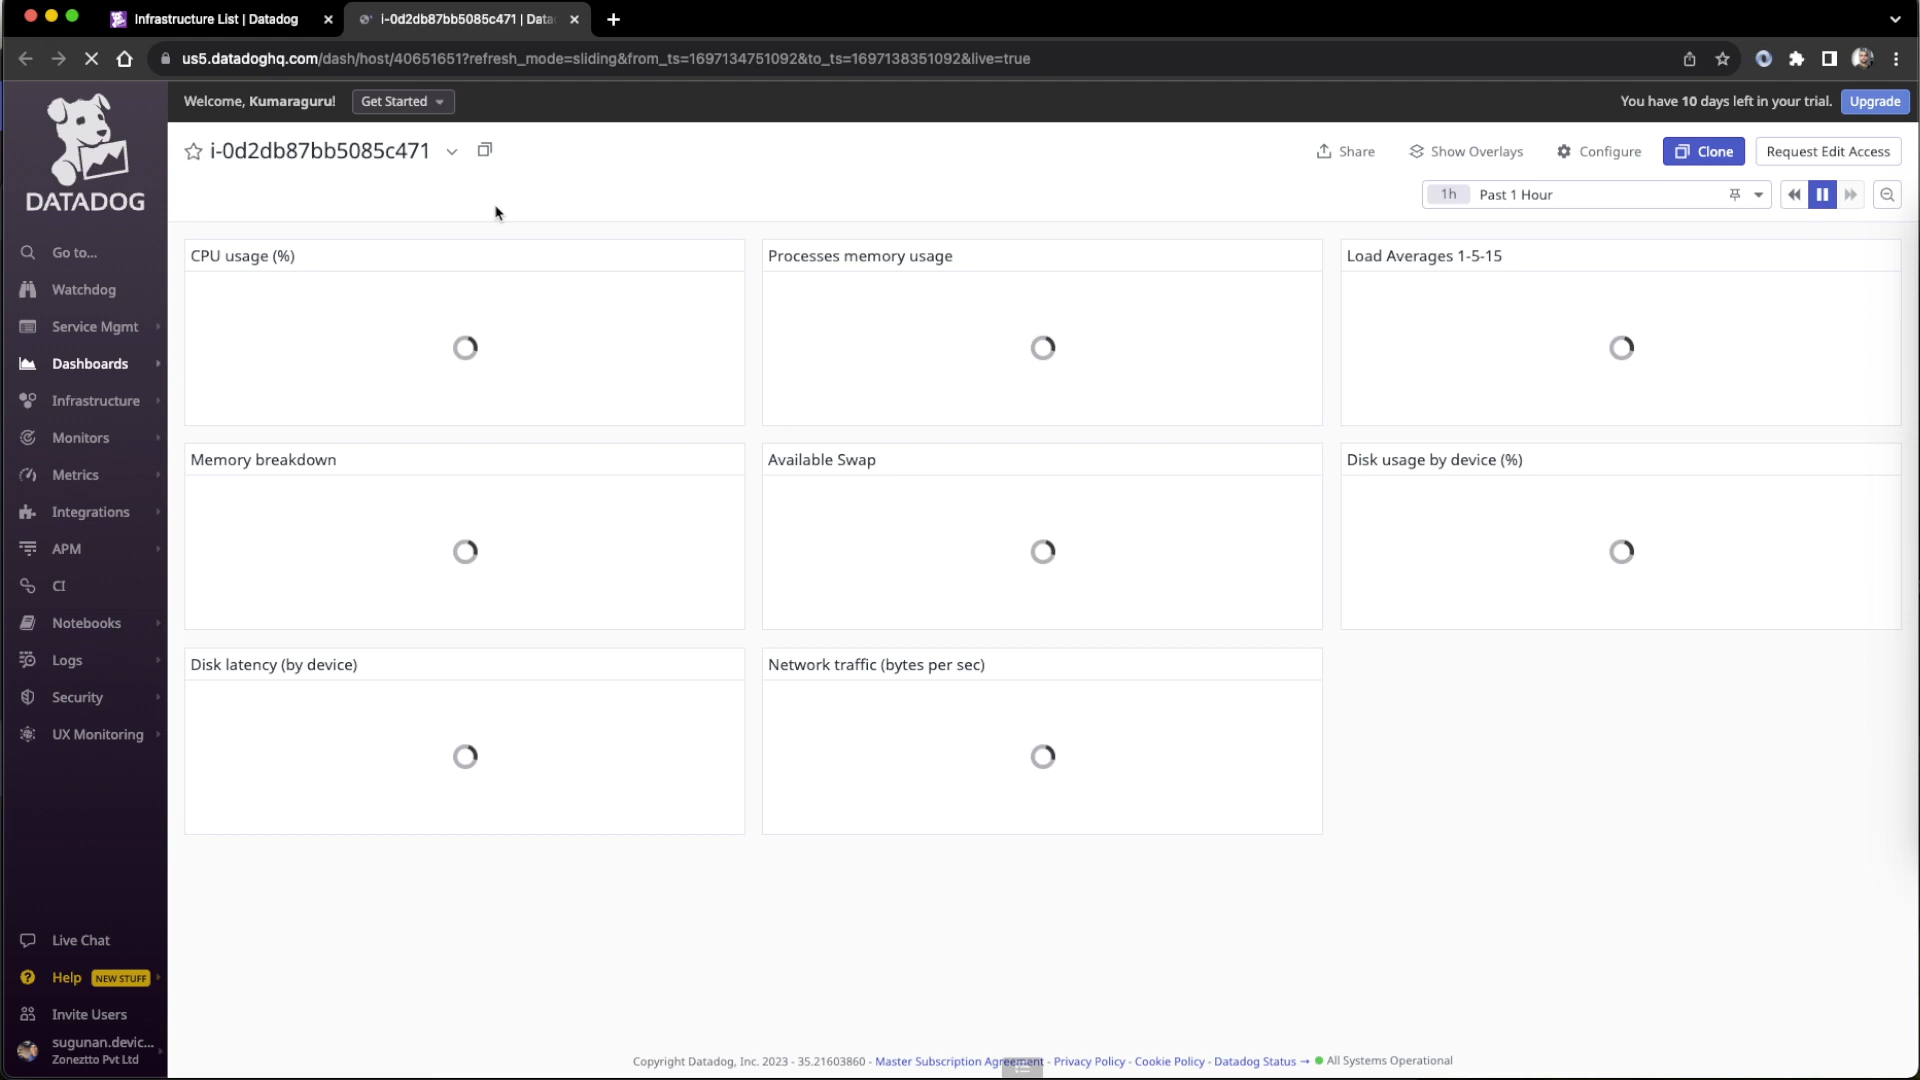 Infrastructure List | Datadog
i-0d2db87bb5085c471 | Data
us5.datadoghq.com/dash/host/40651651?refresh_mode=sliding&from_ts=1697134751092&to_ts=1697138351092&live=true
DATADOG
Welcome, Kumaraguru!
Get Started
You have 10 days left in your trial.
Upgrade
i-0d2db87bb5085c471
Share
Show Overlays
Configure
Clone
Request Edit Access
1h Past 1 Hour
Go to...
Watchdog
Service Mgmt
Dashboards
Infrastructure
Monitors
Metrics
Integrations
APM
CI
Notebooks
Logs
Security
UX Monitoring
Live Chat
Help NEW STUFF
Invite Users
sugunan.devic...
Zoneztto Pvt Ltd
CPU usage (%)
Processes memory usage
Load Averages 1-5-15
Memory breakdown
Available Swap
Disk usage by device (%)
Disk latency (by device)
Network traffic (bytes per sec)
Copyright Datadog, Inc. 2023 - 35.21603860 - Master Subscription Agreement - Privacy Policy - Cookie Policy - Datadog Status → All Systems Operational